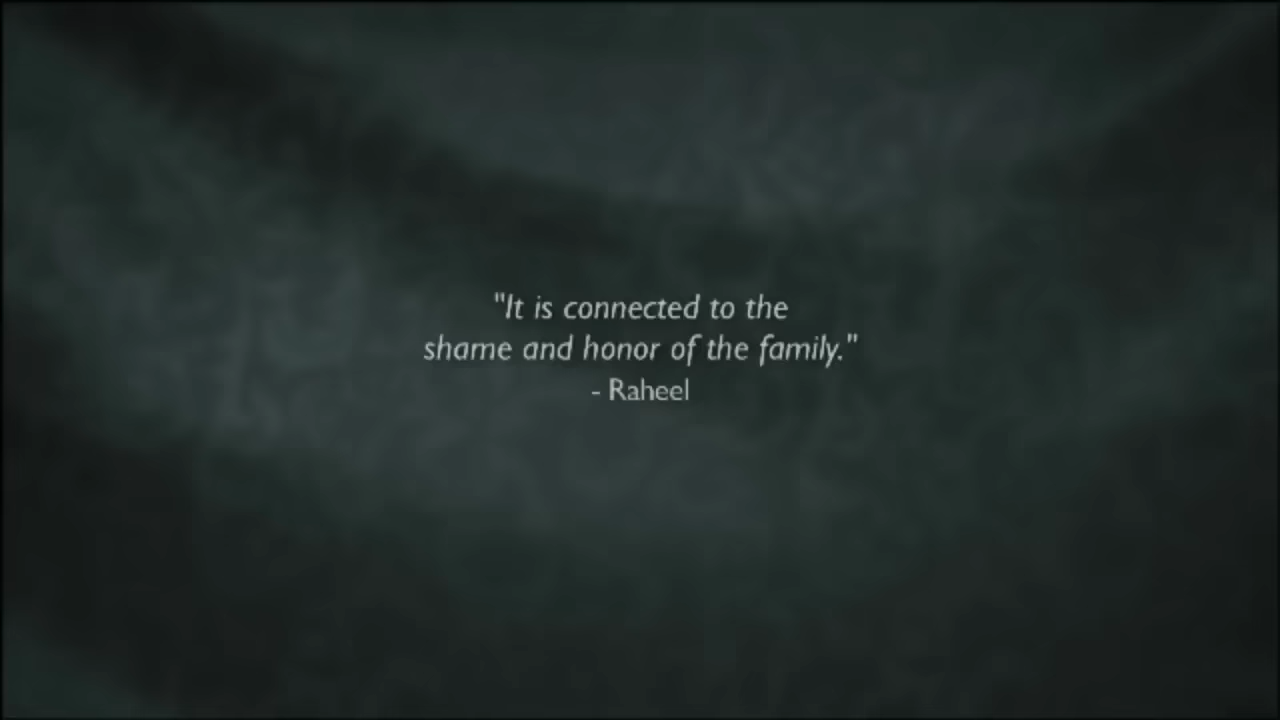 "It is connected to the
shame and honor of the family."
- Raheel